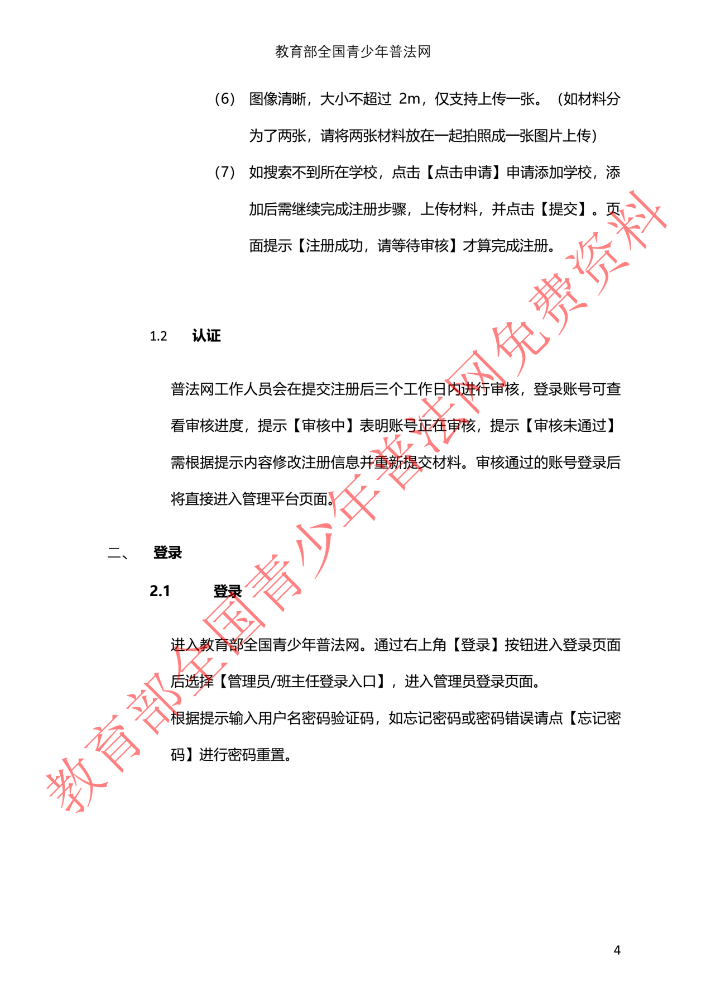 教育部全国青少年普法网
（6） 图像清晰，大小不超过 2m，仅支持上传一张。（如材料分
为了两张，请将两张材料放在一起拍照成一张图片上传）
（7） 如搜索不到所在学校，点击【点击申请】申请添加学校，添
加后需继续完成注册步骤，上传材料，并点击【提交】。页
面提示【注册成功，请等待审核】才算完成注册。
1.2 认证
普法网工作人员会在提交注册后三个工作日内进行审核，登录账号可查
看审核进度，提示【审核中】表明账号正在审核，提示【审核未通过】
需根据提示内容修改注册信息并重新提交材料。审核通过的账号登录后
将直接进入管理平台页面。
二、 登录
2.1 登录
进入教育部全国青少年普法网。通过右上角【登录】按钮进入登录页面
后选择【管理员/班主任登录入口】，进入管理员登录页面。
根据提示输入用户名密码验证码，如忘记密码或密码错误请点【忘记密
码】进行密码重置。
教育部全国青少年普法网免费资料
4